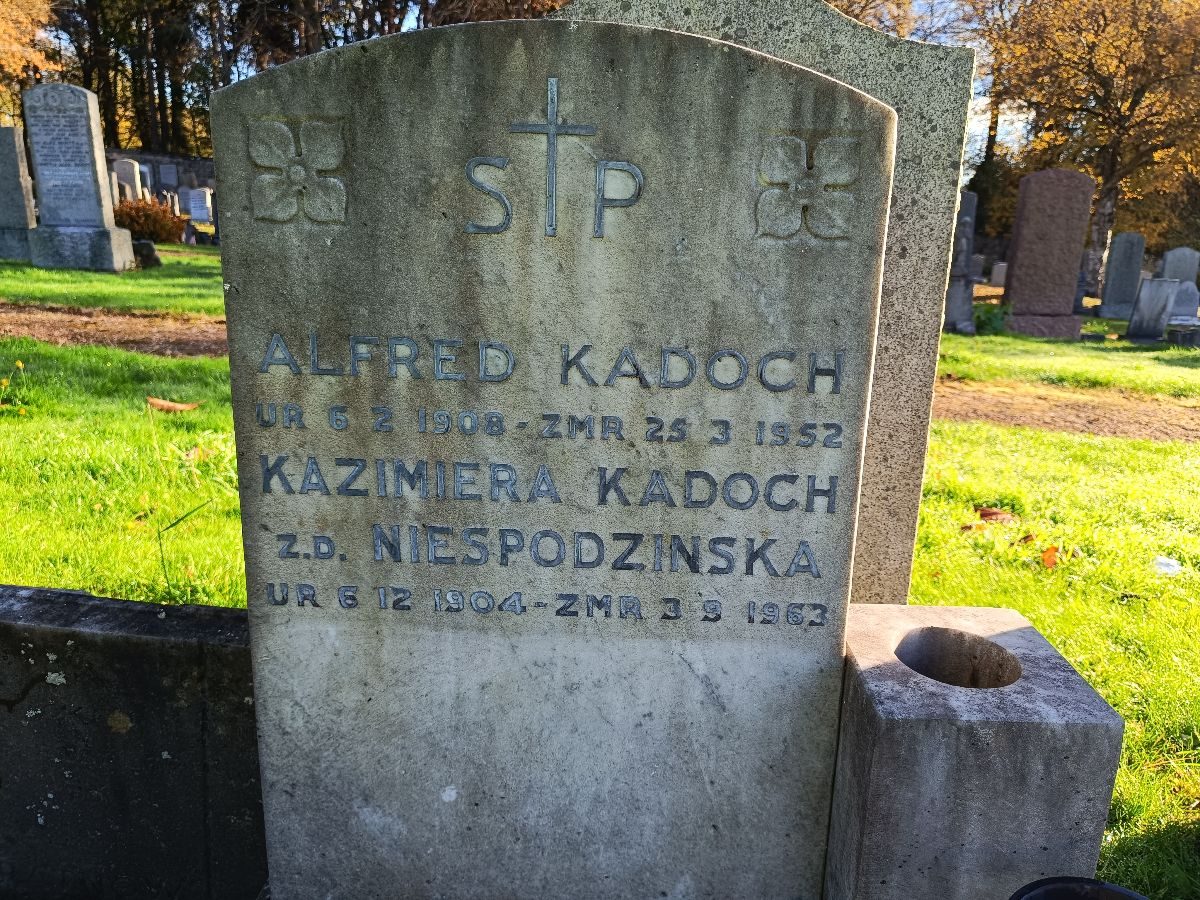 S P
ALFRED KADOCH
UR 6 2 1908 - ZMR 25 3 1952
KAZIMIERA KADOCH
Z.D. NIESPODZINSKA
UR 6 12 1904 - ZMR 3 9 1963